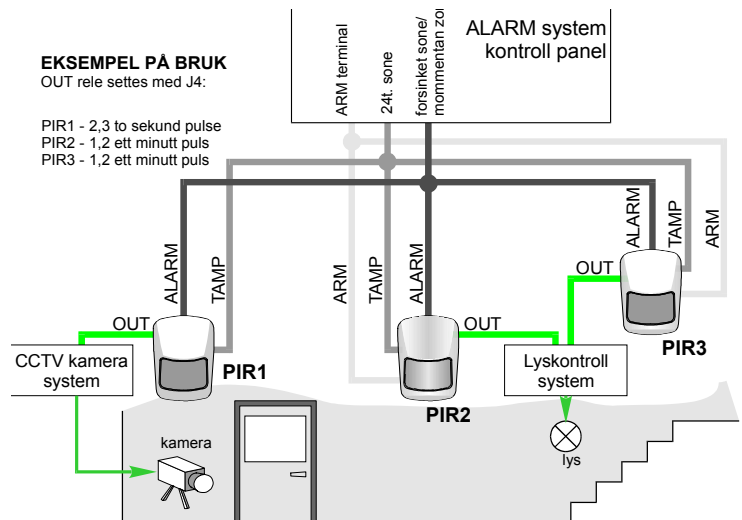 EKSEMPEL PÅ BRUK
OUT rele settes med J4:
PIR1 - 2,3 to sekund pulse
PIR2 - 1,2 ett minutt puls
PIR3 - 1,2 ett minutt puls
ALARM system
kontroll panel
ARM terminal
24t. sone
forsinket sone/
mommentan zo
ALARM
TAMP
ARM
TAMP
ALARM
ALARM
TAMP
ARM
OUT
OUT
OUT
CCTV kamera
system
PIR1
PIR2
Lyskontroll
system
PIR3
kamera
lys